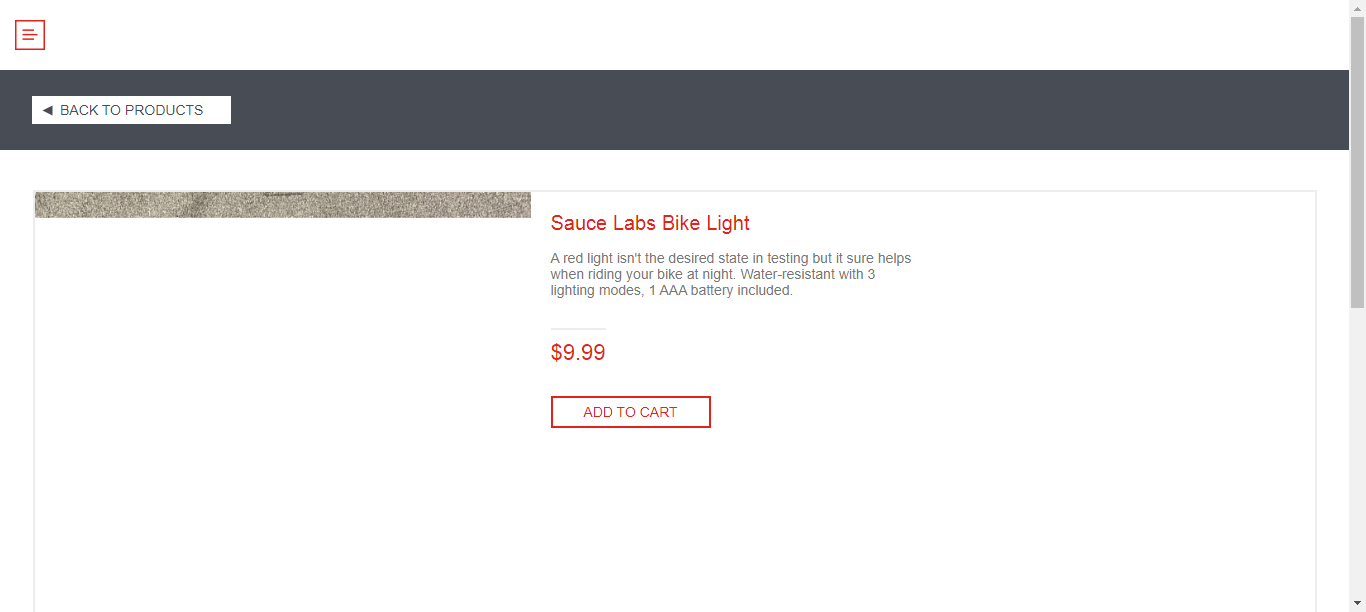 ◄ BACK TO PRODUCTS
Sauce Labs Bike Light
A red light isn't the desired state in testing but it sure helps
when riding your bike at night. Water-resistant with 3
lighting modes, 1 AAA battery included.
$9.99
ADD TO CART